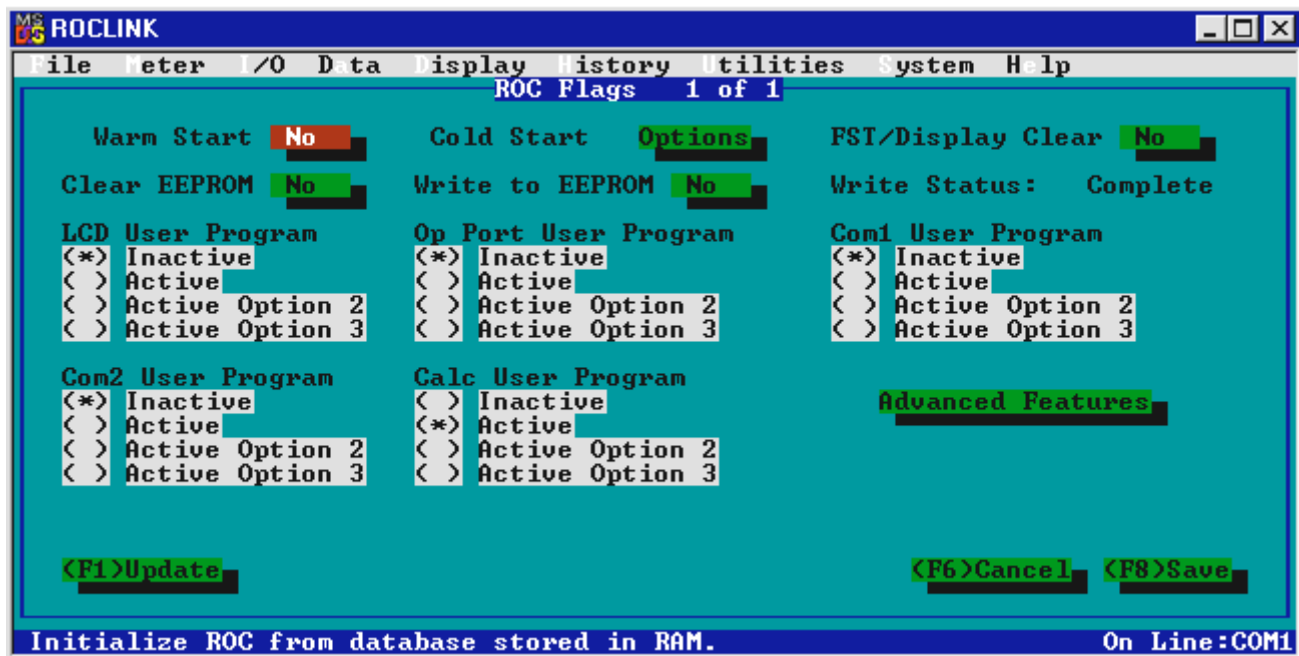 MS DOS ROCLINK
File Meter I/O Data Display History Utilities System Help
ROC Flags 1 of 1
Warm Start No Cold Start Options FST/Display Clear No
Clear EEPROM No Write to EEPROM No Write Status: Complete
LCD User Program Op Port User Program Com1 User Program
(*) Inactive (*) Inactive (*) Inactive
( ) Active ( ) Active ( ) Active
( ) Active Option 2 ( ) Active Option 2 ( ) Active Option 2
( ) Active Option 3 ( ) Active Option 3 ( ) Active Option 3
Com2 User Program Calc User Program
(*) Inactive ( ) Inactive
( ) Active (*) Active Advanced Features
( ) Active Option 2 ( ) Active Option 2
( ) Active Option 3 ( ) Active Option 3
(F1)Update (F6)Cancel (F8)Save
Initialize ROC from database stored in RAM. On Line:COM1